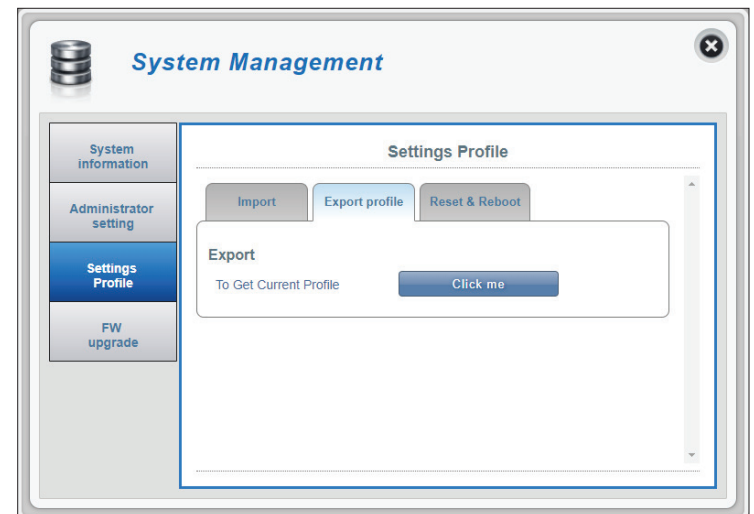 System Management
System
information
Administrator
setting
Settings
Profile
FW
upgrade
Settings Profile
Import
Export profile
Reset & Reboot
Export
To Get Current Profile
Click me